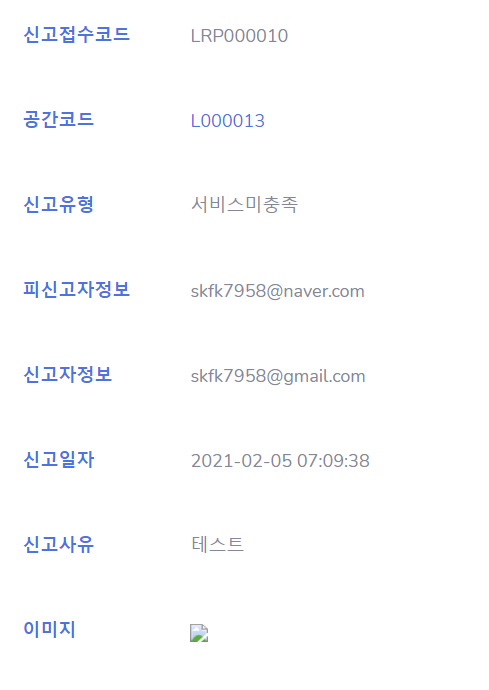 신고접수코드 LRP000010
공간코드 L000013
신고유형 서비스미충족
피신고자정보 skfk7958@naver.com
신고자정보 skfk7958@gmail.com
신고일자 2021-02-05 07:09:38
신고사유 테스트
이미지